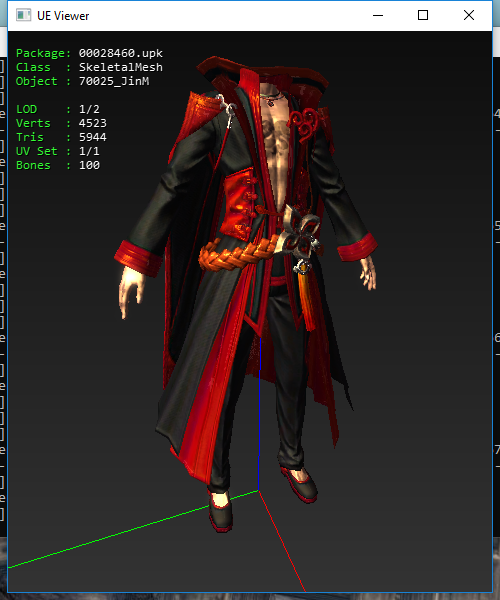 UE Viewer
Package: 00028460.upk
Class : SkeletalMesh
Object : 70025_JinM
LOD : 1/2
Verts : 4523
Tris : 5944
UV Set : 1/1
Bones : 100